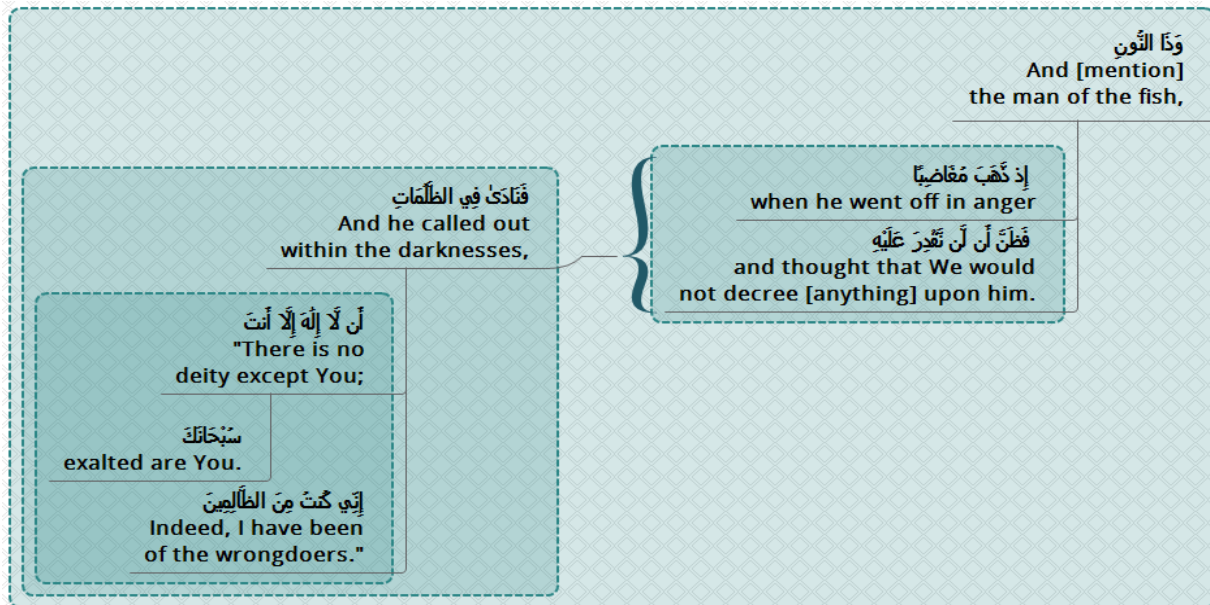 وَذَا النُّونِ
And [mention]
the man of the fish,
إِذ ذَّهَبَ مُغَاضِبًا
when he went off in anger
فَظَنَّ أَن لَّن نَّقْدِرَ عَلَيْهِ
and thought that We would
not decree [anything] upon him.
فَنَادَىٰ فِي الظُّلُمَاتِ
And he called out
within the darknesses,
أَن لَّا إِلَٰهَ إِلَّا أَنتَ
"There is no
deity except You;
سُبْحَانَكَ
exalted are You.
إِنِّي كُنتُ مِنَ الظَّالِمِينَ
Indeed, I have been
of the wrongdoers."